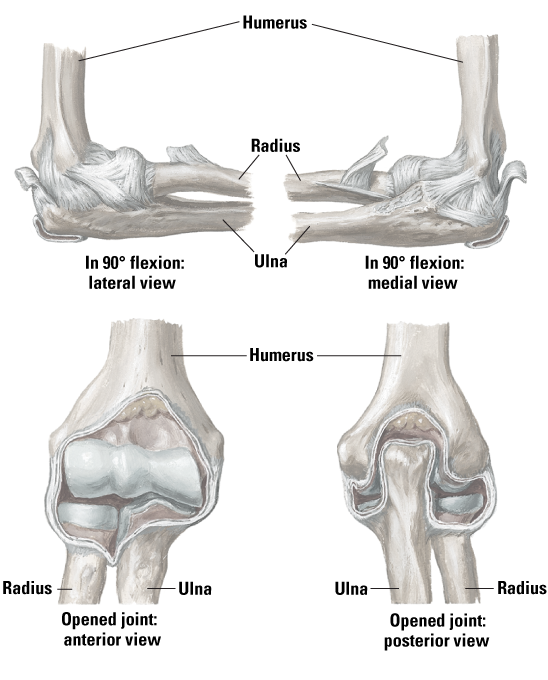 Humerus
Radius
Ulna
In 90° flexion:
lateral view
In 90° flexion:
medial view
Humerus
Radius
Ulna
Ulna
Radius
Opened joint:
anterior view
Opened joint:
posterior view